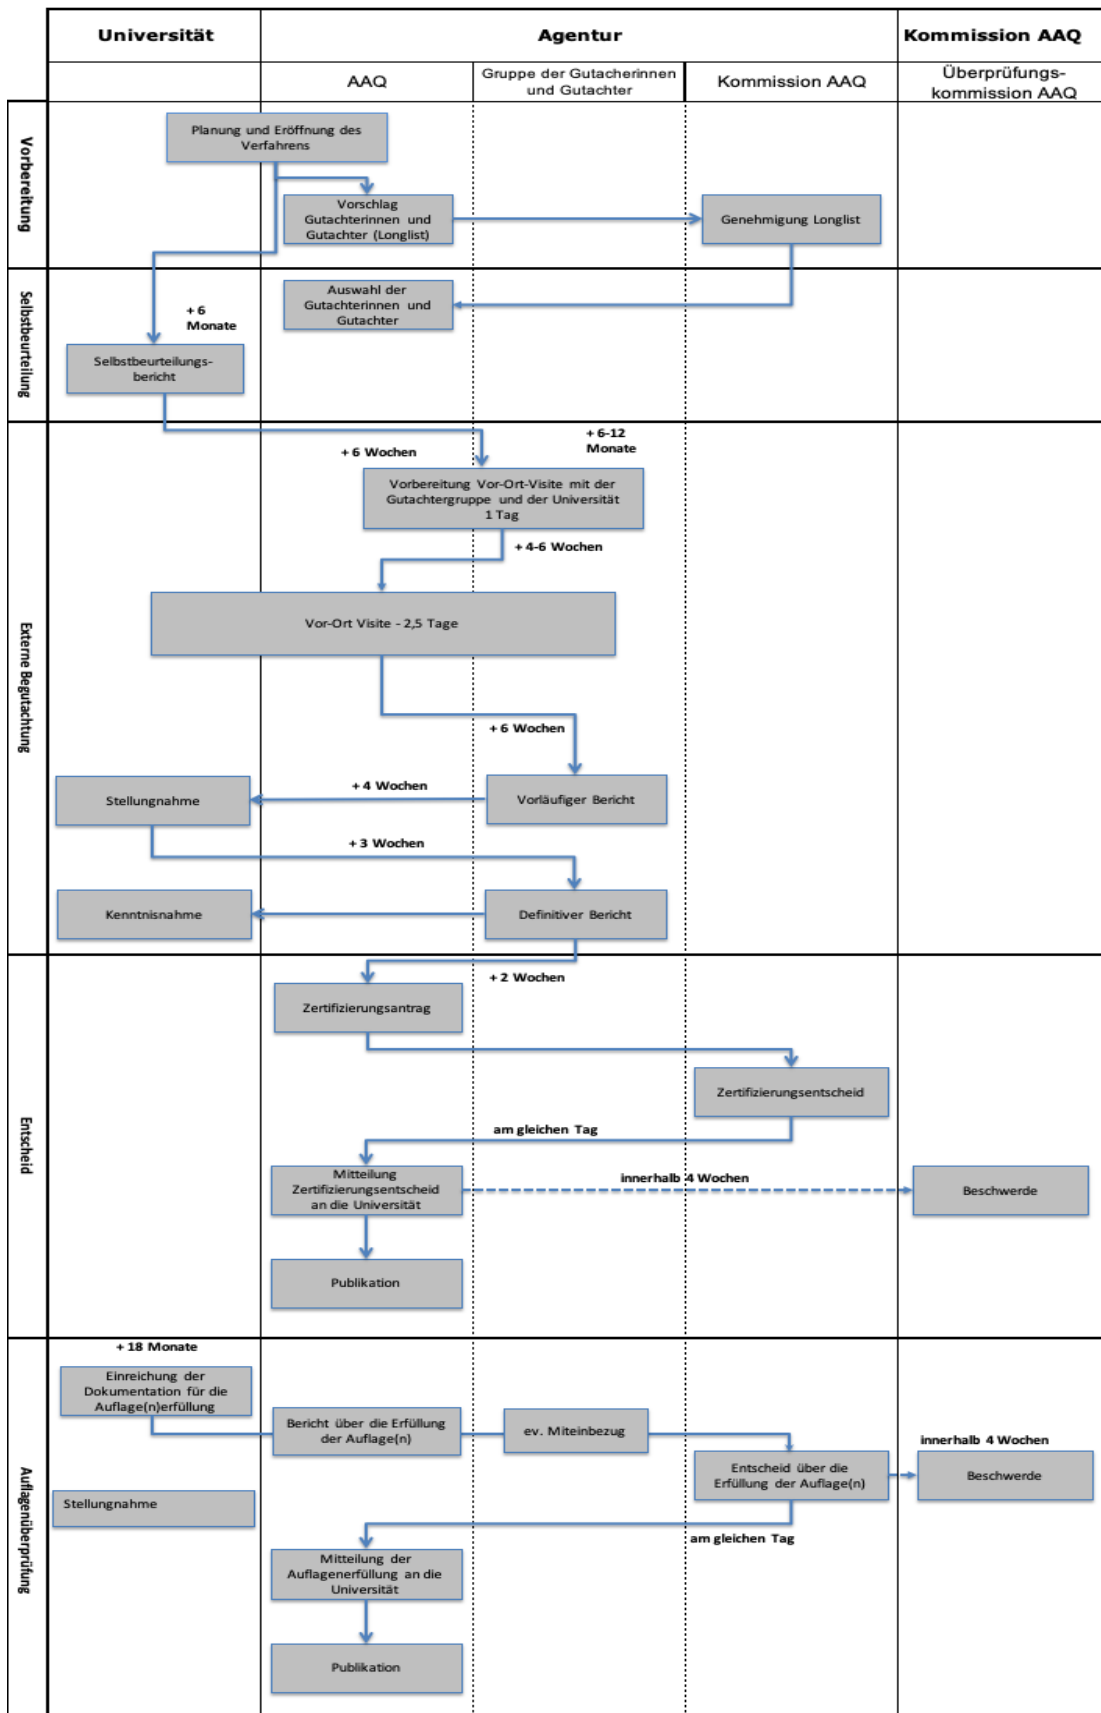 Universität
Agentur
Kommission AAQ
AAQ
Gruppe der Gutacherinnen
und Gutachter
Kommission AAQ
Überprüfungs-
kommission AAQ
Vorbereitung
Planung und Eröffnung des
Verfahrens
Vorschlag
Gutachterinnen und
Gutachter (Longlist)
Genehmigung Longlist
Selbstbeurteilung
Auswahl der
Gutachterinnen und
Gutachter
+ 6
Monate
Selbstbeurteilungs-
bericht
Externe Begutachtung
+ 6-12
Monate
+ 6 Wochen
Vorbereitung Vor-Ort-Visite mit der
Gutachtergruppe und der Universität
1 Tag
+ 4-6 Wochen
Vor-Ort Visite - 2,5 Tage
+ 6 Wochen
Stellungnahme
+ 4 Wochen
Vorläufiger Bericht
+ 3 Wochen
Kenntnisnahme
Definitiver Bericht
Entscheid
+ 2 Wochen
Zertifizierungsantrag
Zertifizierungsentscheid
am gleichen Tag
Mitteilung
Zertifizierungsentscheid
an die Universität
innerhalb 4 Wochen
Beschwerde
Publikation
Auflagenüberprüfung
+ 18 Monate
Einreichung der
Dokumentation für die
Auflage(n)erfüllung
Bericht über die Erfüllung
der Auflage(n)
ev. Miteinbezug
Entscheid über die
Erfüllung der Auflage(n)
innerhalb 4 Wochen
Beschwerde
Stellungnahme
am gleichen Tag
Mitteilung der
Auflagenerfüllung an die
Universität
Publikation